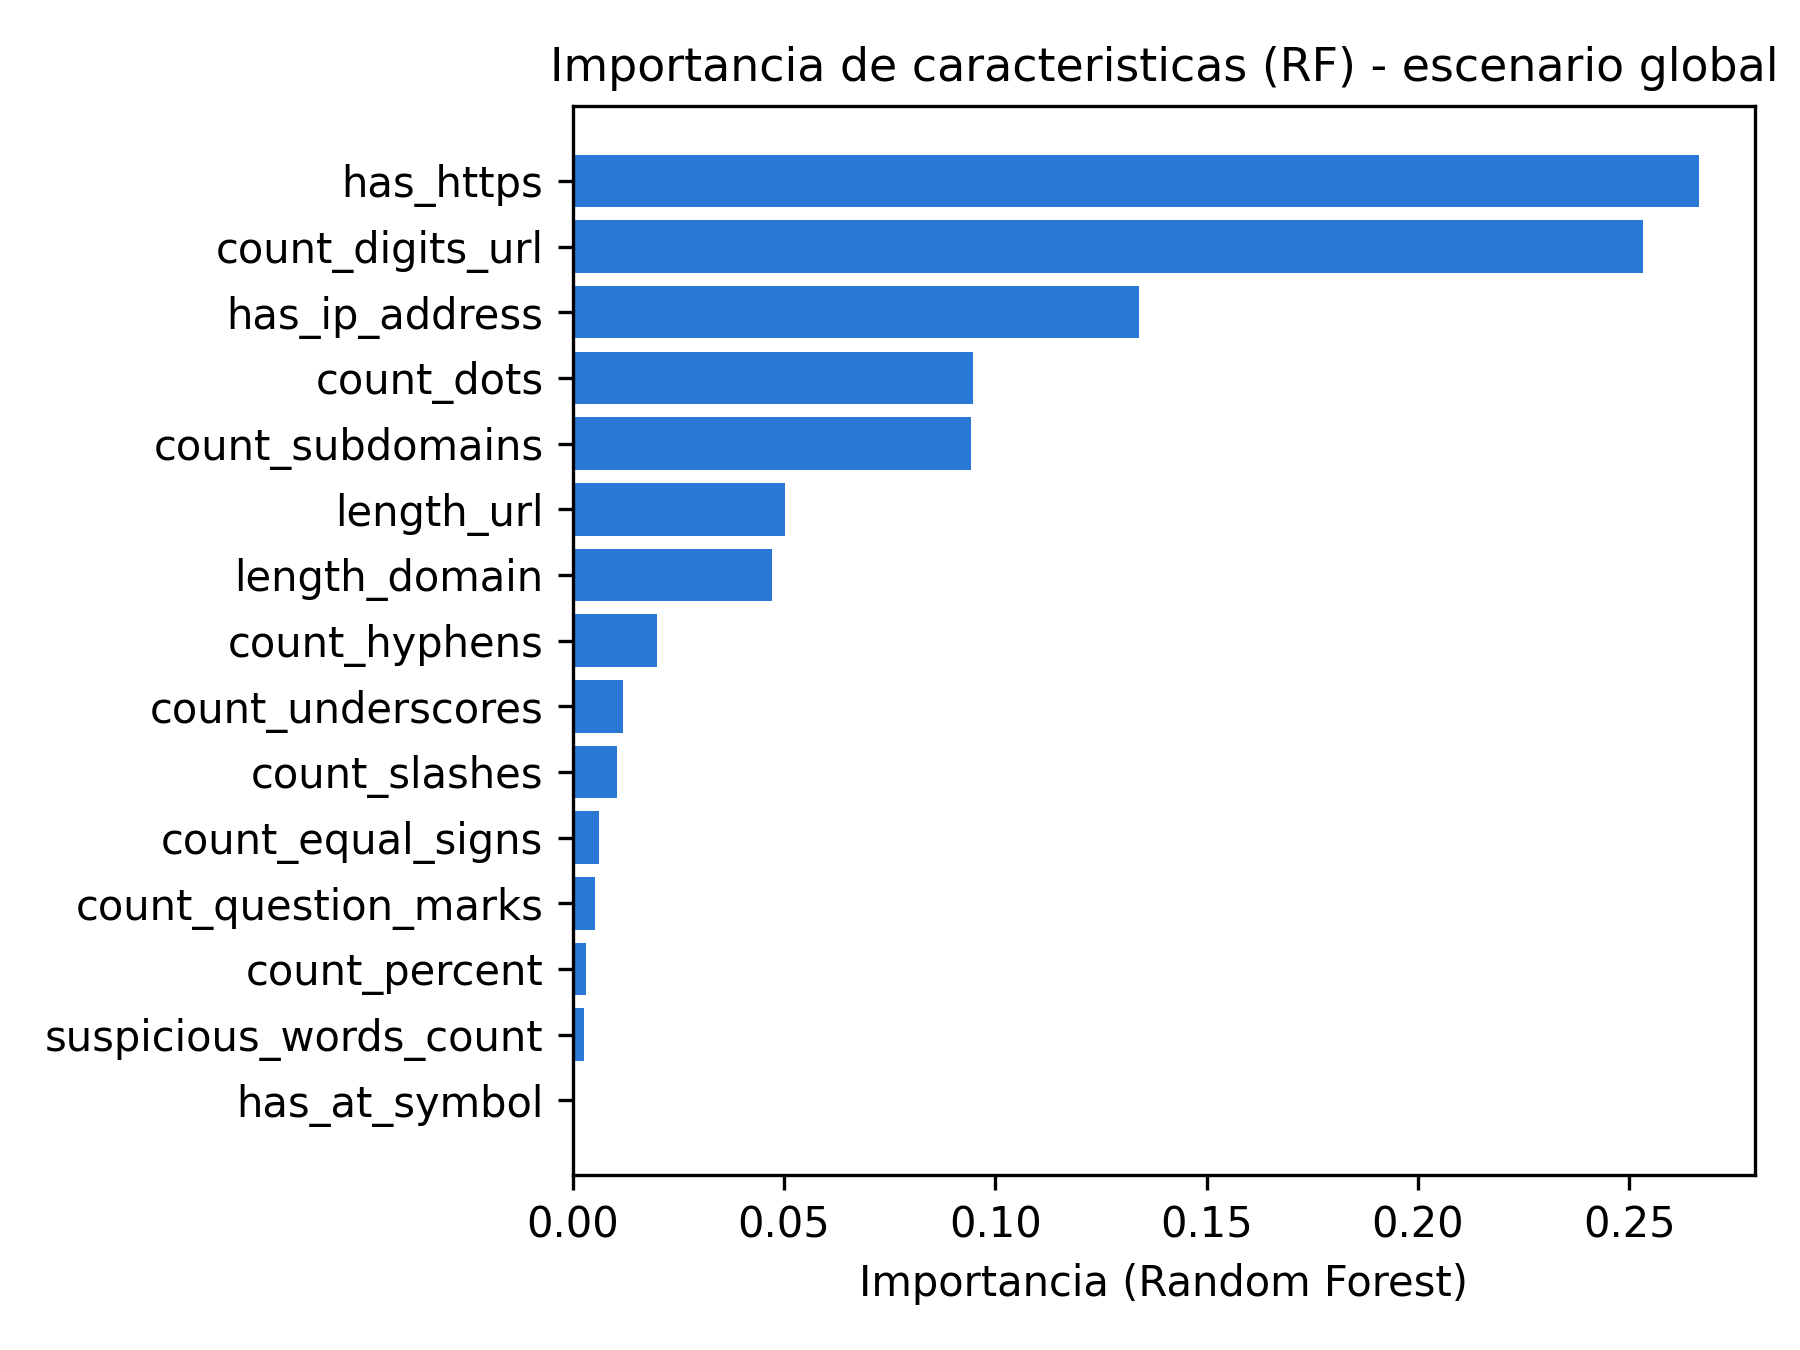 Importancia de caracteristicas (RF) - escenario global
has_https
count_digits_url
has_ip_address
count_dots
count_subdomains
length_url
length_domain
count_hyphens
count_underscores
count_slashes
count_equal_signs
count_question_marks
count_percent
suspicious_words_count
has_at_symbol
0.00 0.05 0.10 0.15 0.20 0.25
Importancia (Random Forest)